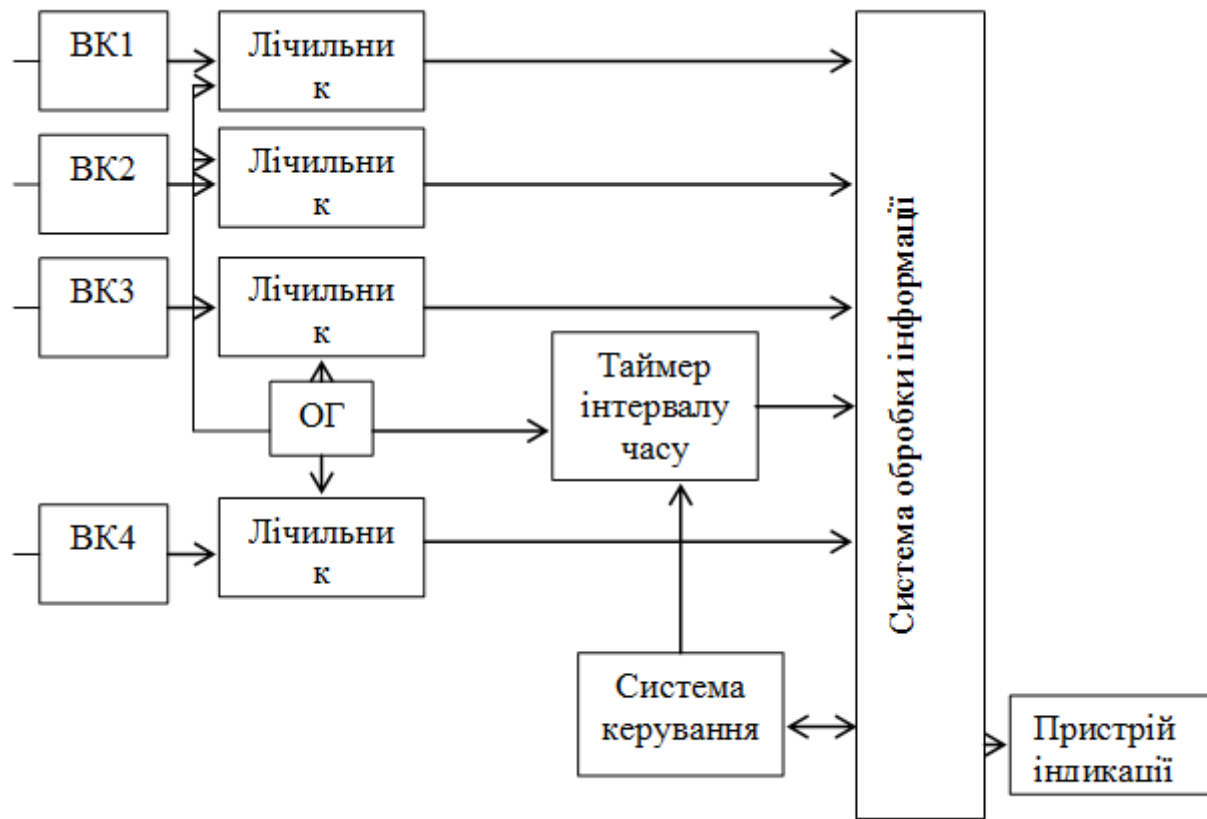 ВК1
Лічильни
к
ВК2
Лічильни
к
ВК3
Лічильни
к
Таймер
інтервалу
часу
ОГ
ВК4
Лічильни
к
Система обробки інформації
Система
керування
Пристрій
індикації